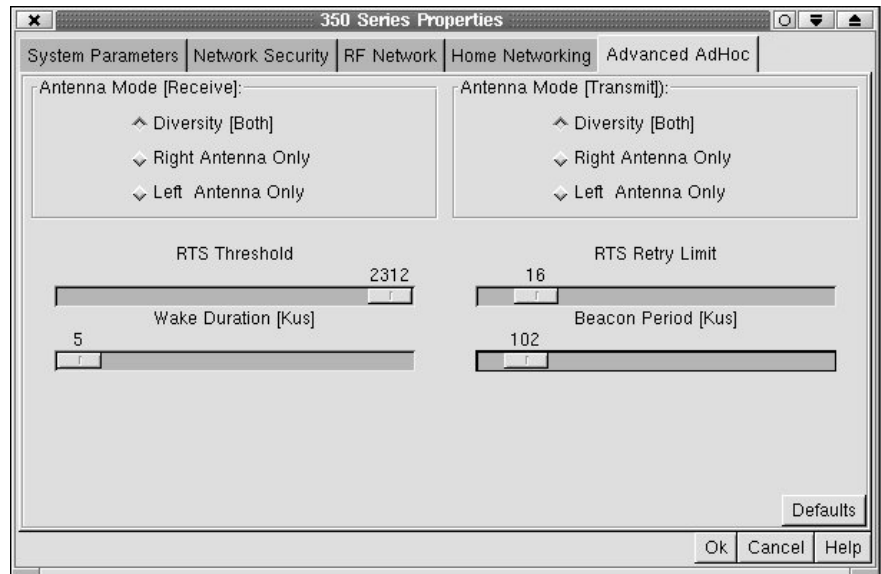 350 Series Properties
System Parameters Network Security RF Network Home Networking Advanced AdHoc
Antenna Mode [Receive]:
Diversity [Both]
Right Antenna Only
Left Antenna Only
Antenna Mode [Transmit]):
Diversity [Both]
Right Antenna Only
Left Antenna Only
RTS Threshold
2312
RTS Retry Limit
16
Wake Duration [Kus]
5
Beacon Period [Kus]
102
Defaults
Ok Cancel Help